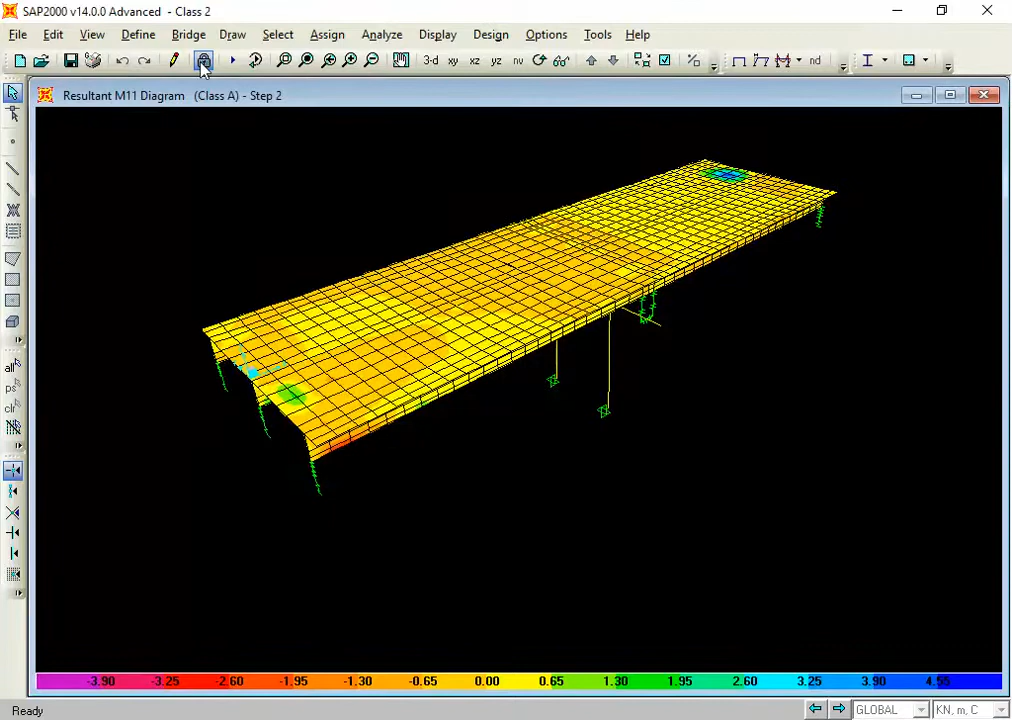 SAP2000 v14.0.0 Advanced - Class 2
File Edit View Define Bridge Draw Select Assign Analyze Display Design Options Tools Help
3-d xy xz yz nv nd
Resultant M11 Diagram (Class A) - Step 2
all
ps
clr
-3.90 -3.25 -2.60 -1.95 -1.30 -0.65 0.00 0.65 1.30 1.95 2.60 3.25 3.90 4.55
Ready GLOBAL KN, m, C